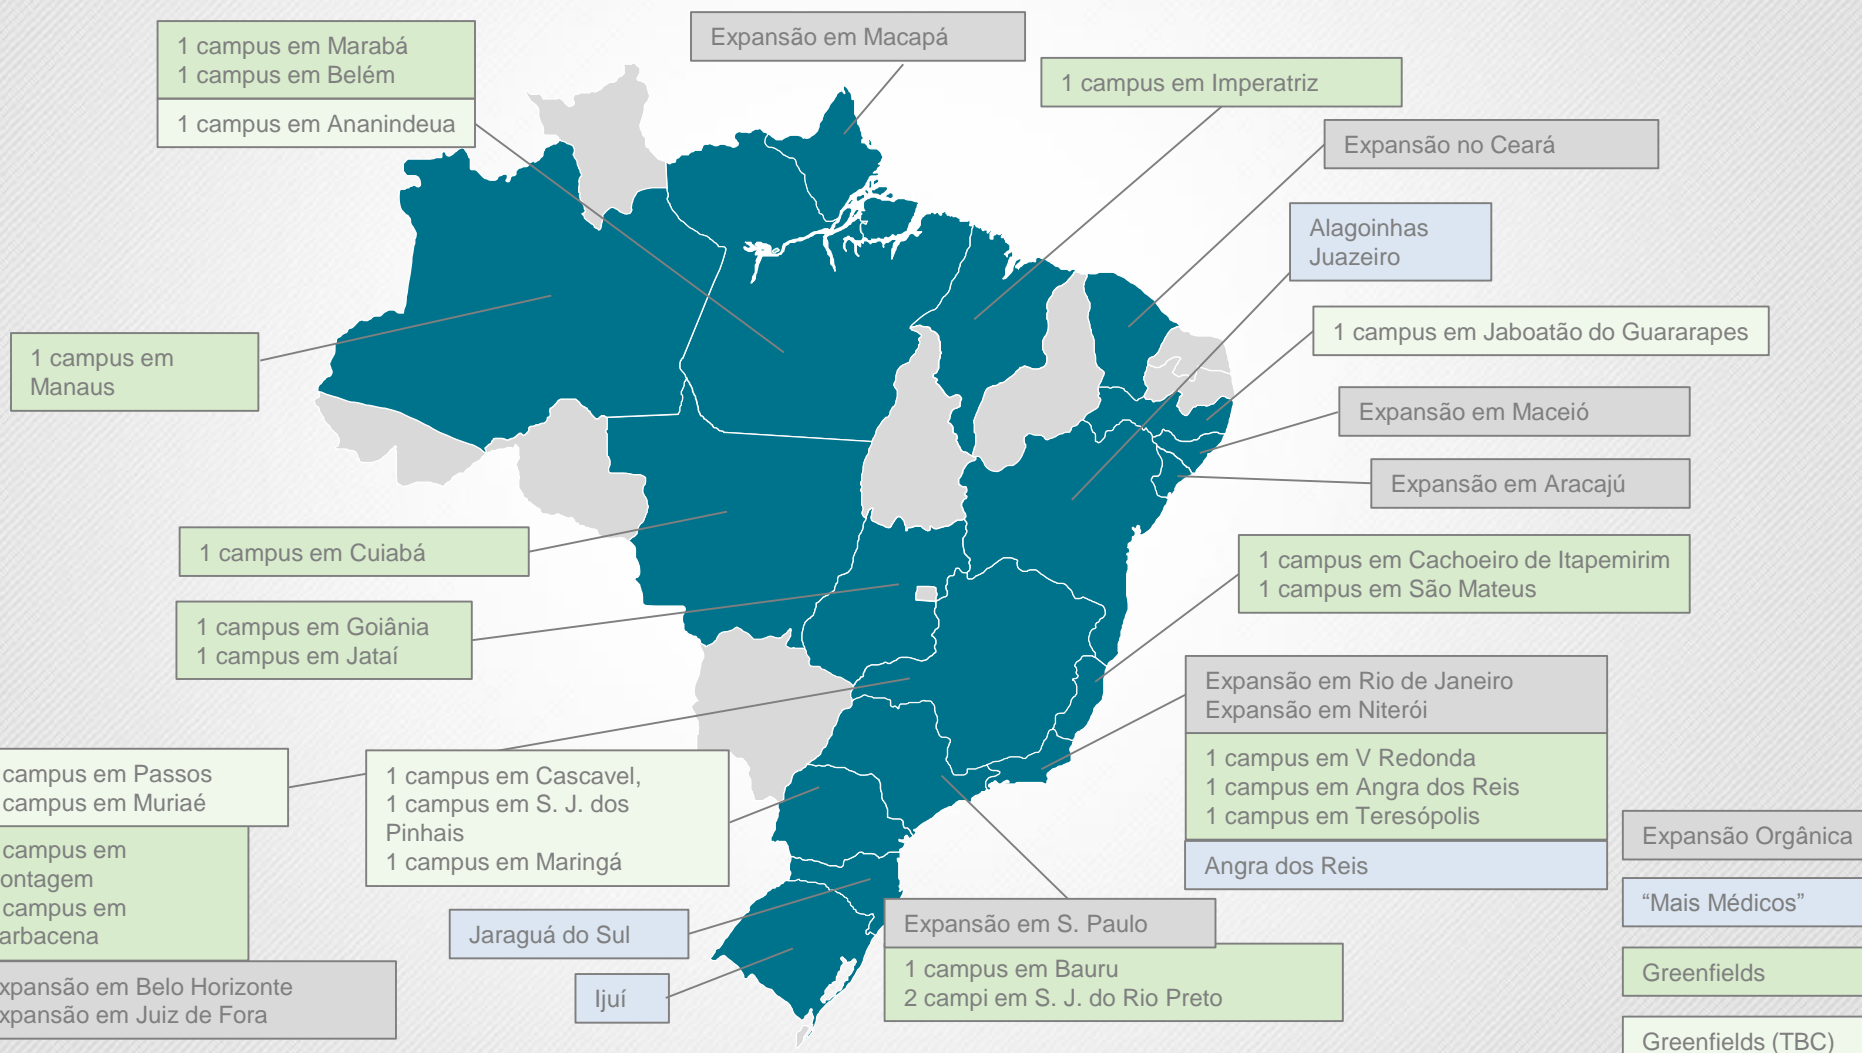 1 campus em Marabá
1 campus em Belém
1 campus em Ananindeua
Expansão em Macapá
1 campus em Imperatriz
Expansão no Ceará
Alagoinhas
Juazeiro
1 campus em Jaboatão do Guararapes
1 campus em
Manaus
Expansão em Maceió
Expansão em Aracajú
1 campus em Cuiabá
1 campus em Cachoeiro de Itapemirim
1 campus em São Mateus
1 campus em Goiânia
1 campus em Jataí
Expansão em Rio de Janeiro
Expansão em Niterói
1 campus em V Redonda
1 campus em Angra dos Reis
1 campus em Teresópolis
Angra dos Reis
campus em Passos
campus em Muriaé
campus em
ontagem
campus em
arbacena
xpansão em Belo Horizonte
xpansão em Juiz de Fora
1 campus em Cascavel,
1 campus em S. J. dos
Pinhais
1 campus em Maringá
Jaraguá do Sul
Ijuí
Expansão em S. Paulo
1 campus em Bauru
2 campi em S. J. do Rio Preto
Expansão Orgânica
“Mais Médicos”
Greenfields
Greenfields (TBC)